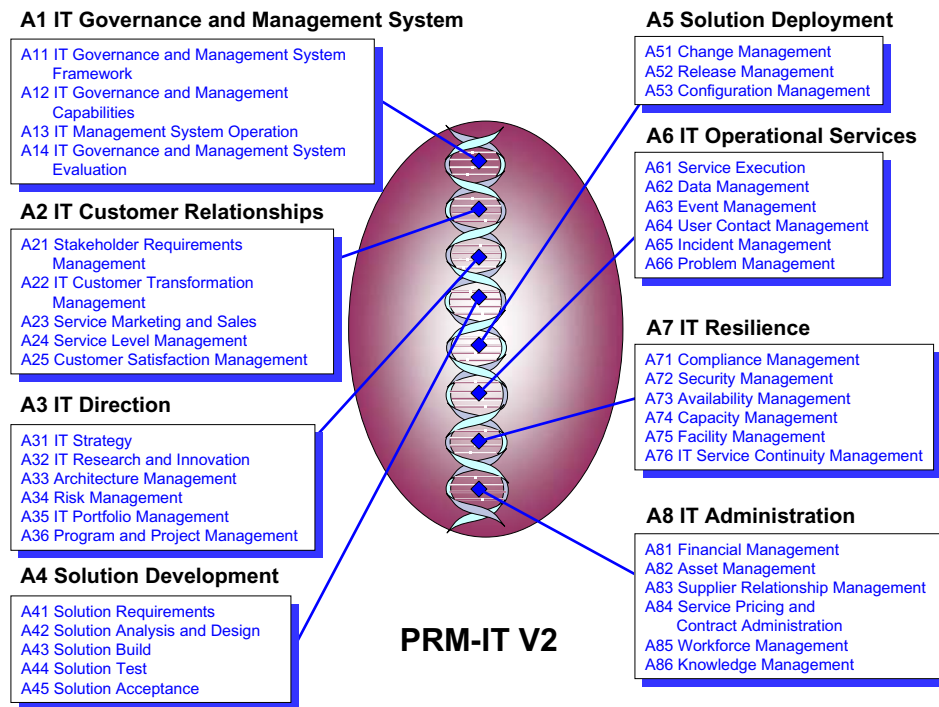 A1 IT Governance and Management System
A11 IT Governance and Management System
Framework
A12 IT Governance and Management
Capabilities
A13 IT Management System Operation
A14 IT Governance and Management System
Evaluation
A2 IT Customer Relationships
A21 Stakeholder Requirements
Management
A22 IT Customer Transformation
Management
A23 Service Marketing and Sales
A24 Service Level Management
A25 Customer Satisfaction Management
A3 IT Direction
A31 IT Strategy
A32 IT Research and Innovation
A33 Architecture Management
A34 Risk Management
A35 IT Portfolio Management
A36 Program and Project Management
A4 Solution Development
A41 Solution Requirements
A42 Solution Analysis and Design
A43 Solution Build
A44 Solution Test
A45 Solution Acceptance
PRM-IT V2
A5 Solution Deployment
A51 Change Management
A52 Release Management
A53 Configuration Management
A6 IT Operational Services
A61 Service Execution
A62 Data Management
A63 Event Management
A64 User Contact Management
A65 Incident Management
A66 Problem Management
A7 IT Resilience
A71 Compliance Management
A72 Security Management
A73 Availability Management
A74 Capacity Management
A75 Facility Management
A76 IT Service Continuity Management
A8 IT Administration
A81 Financial Management
A82 Asset Management
A83 Supplier Relationship Management
A84 Service Pricing and
Contract Administration
A85 Workforce Management
A86 Knowledge Management